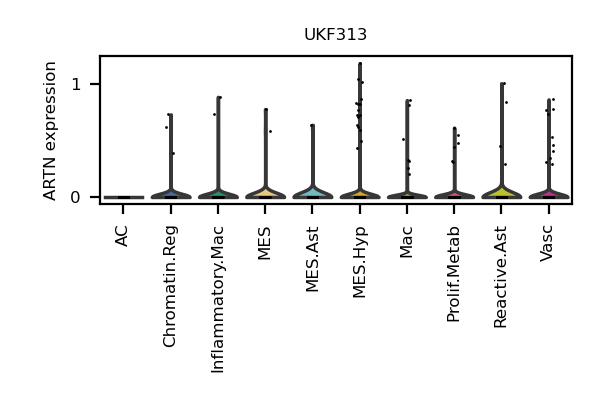 UKF313
ARTN expression
1
0
AC
Chromatin.Reg
Inflammatory.Mac
MES
MES.Ast
MES.Hyp
Mac
Prolif.Metab
Reactive.Ast
Vasc